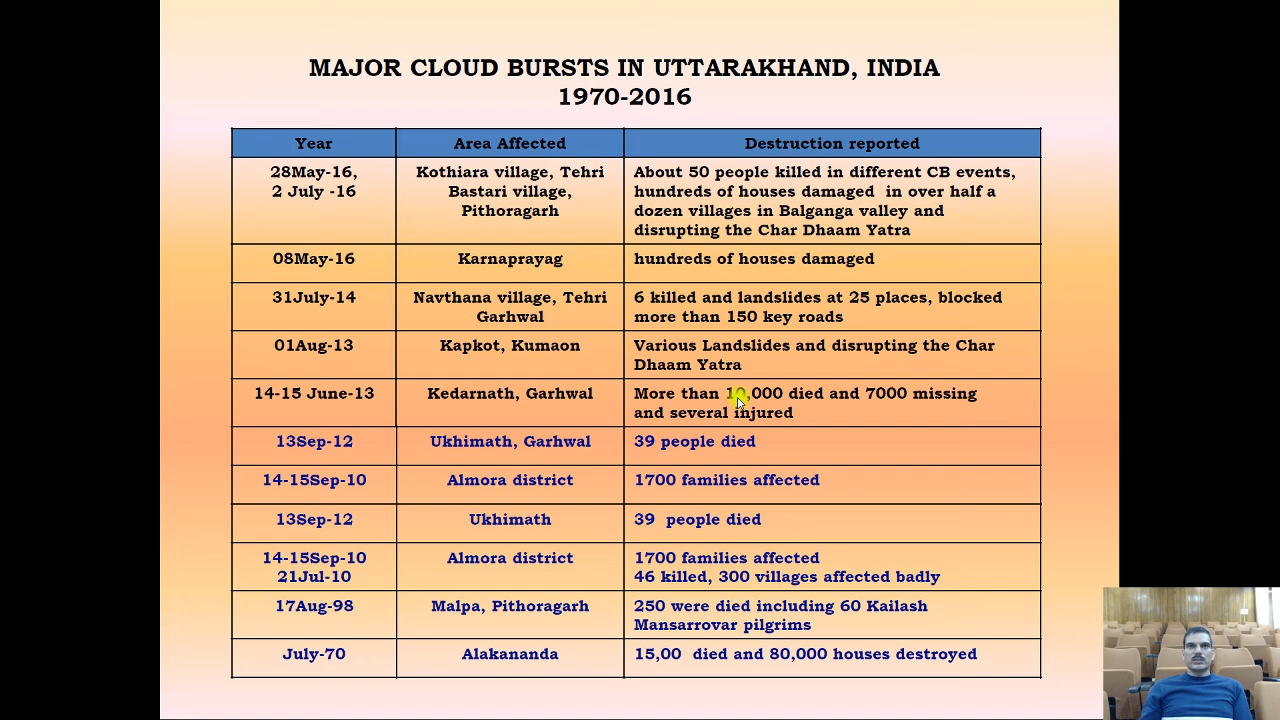 MAJOR CLOUD BURSTS IN UTTARAKHAND, INDIA
1970-2016
Year Area Affected Destruction reported
28May-16, Kothiara village, Tehri About 50 people killed in different CB events,
2 July -16 Bastari village, hundreds of houses damaged in over half a
Pithoragarh dozen villages in Balganga valley and
disrupting the Char Dhaam Yatra
08May-16 Karnaprayag hundreds of houses damaged
31July-14 Navthana village, Tehri 6 killed and landslides at 25 places, blocked
Garhwal more than 150 key roads
01Aug-13 Kapkot, Kumaon Various Landslides and disrupting the Char
Dhaam Yatra
14-15 June-13 Kedarnath, Garhwal More than 10,000 died and 7000 missing
and several injured
13Sep-12 Ukhimath, Garhwal 39 people died
14-15Sep-10 Almora district 1700 families affected
13Sep-12 Ukhimath 39 people died
14-15Sep-10 Almora district 1700 families affected
21Jul-10 46 killed, 300 villages affected badly
17Aug-98 Malpa, Pithoragarh 250 were died including 60 Kailash
Mansarrovar pilgrims
July-70 Alakananda 15,00 died and 80,000 houses destroyed